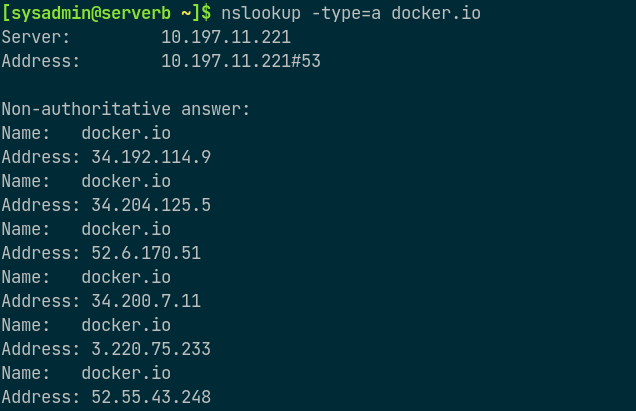 [sysadmin@serverb ~]$ nslookup -type=a docker.io
Server:         10.197.11.221
Address:        10.197.11.221#53

Non-authoritative answer:
Name:   docker.io
Address: 34.192.114.9
Name:   docker.io
Address: 34.204.125.5
Name:   docker.io
Address: 52.6.170.51
Name:   docker.io
Address: 34.200.7.11
Name:   docker.io
Address: 3.220.75.233
Name:   docker.io
Address: 52.55.43.248